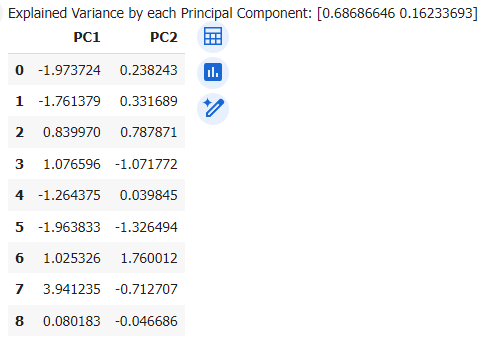 Explained Variance by each Principal Component: [0.68686646 0.16233693]
PC1 PC2
0 -1.973724 0.238243
1 -1.761379 0.331689
2 0.839970 0.787871
3 1.076596 -1.071772
4 -1.264375 0.039845
5 -1.963833 -1.326494
6 1.025326 1.760012
7 3.941235 -0.712707
8 0.080183 -0.046686